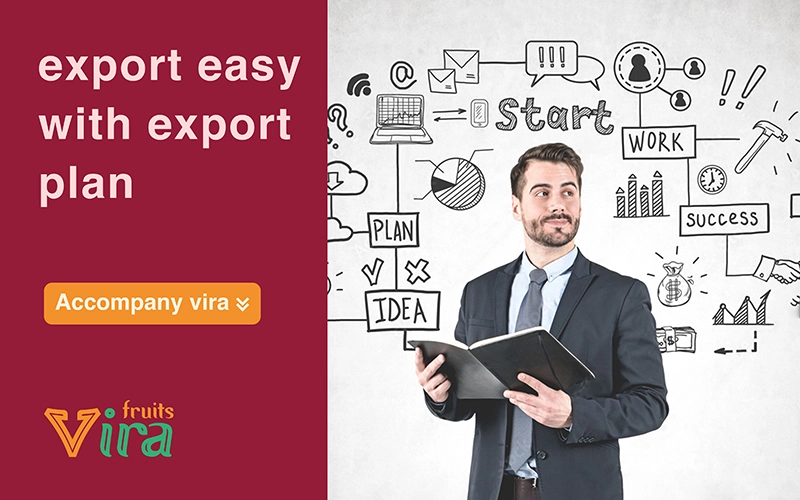 export easy
with export
plan
Accompany vira
fruits
Vira
@
!!!
Start
!!
WORK
?
?
SUCCESS
PLAN
IDEA
$